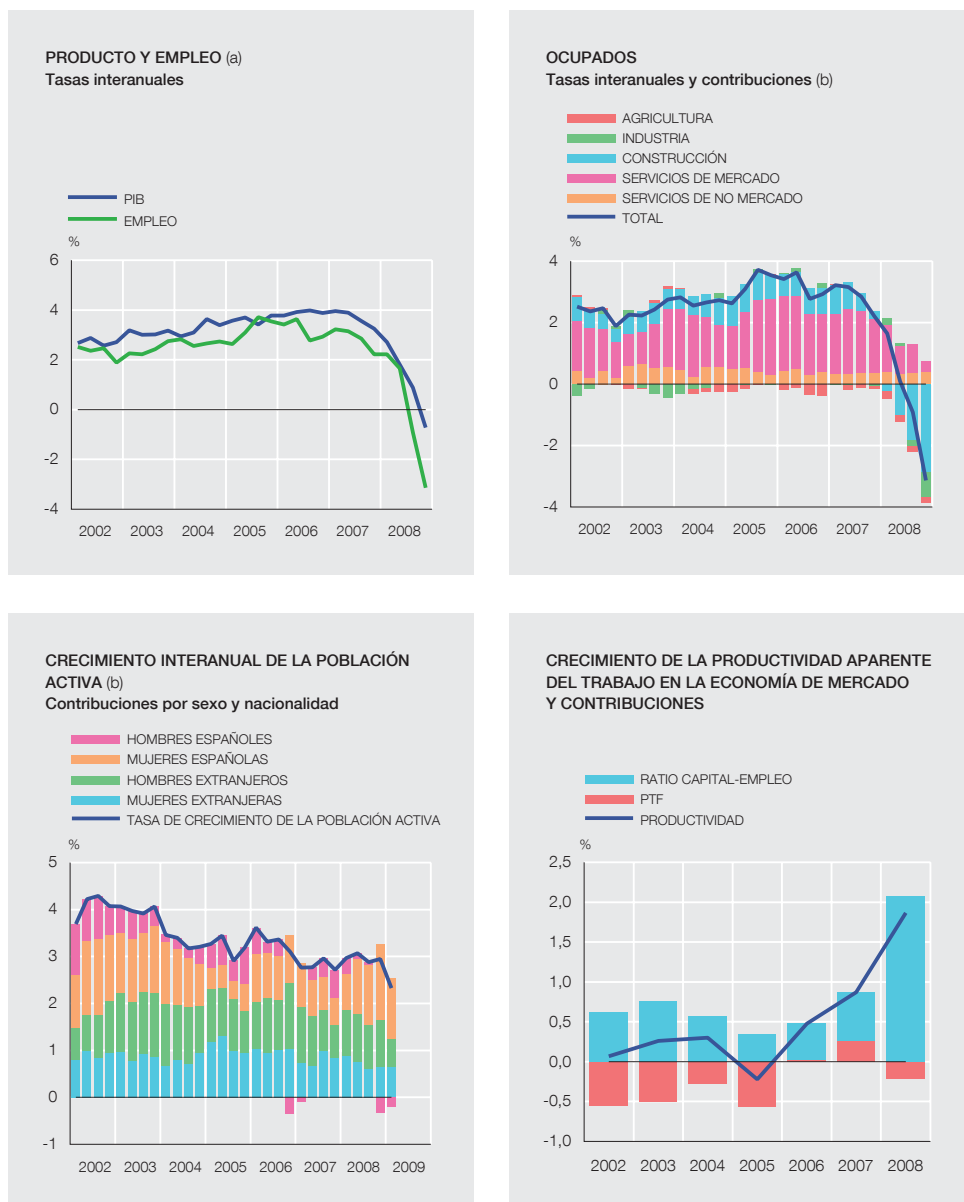 PRODUCTO Y EMPLEO (a)
Tasas interanuales
PIB
EMPLEO
%
6
4
2
0
-2
-4
2002 2003 2004 2005 2006 2007 2008
OCUPADOS
Tasas interanuales y contribuciones (b)
AGRICULTURA
INDUSTRIA
CONSTRUCCIÓN
SERVICIOS DE MERCADO
SERVICIOS DE NO MERCADO
TOTAL
%
4
2
0
-2
-4
2002 2003 2004 2005 2006 2007 2008
CRECIMIENTO INTERANUAL DE LA POBLACIÓN
ACTIVA (b)
Contribuciones por sexo y nacionalidad
HOMBRES ESPAÑOLES
MUJERES ESPAÑOLAS
HOMBRES EXTRANJEROS
MUJERES EXTRANJERAS
TASA DE CRECIMIENTO DE LA POBLACIÓN ACTIVA
%
5
4
3
2
1
0
-1
2002 2003 2004 2005 2006 2007 2008 2009
CRECIMIENTO DE LA PRODUCTIVIDAD APARENTE
DEL TRABAJO EN LA ECONOMÍA DE MERCADO
Y CONTRIBUCIONES
RATIO CAPITAL-EMPLEO
PTF
PRODUCTIVIDAD
%
2,5
2,0
1,5
1,0
0,5
0,0
-0,5
-1,0
2002 2003 2004 2005 2006 2007 2008